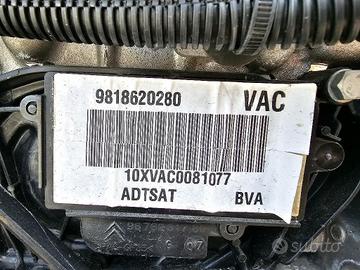 9818620280 VAC
10XVAC0081077
ADTSAT BVA
subito